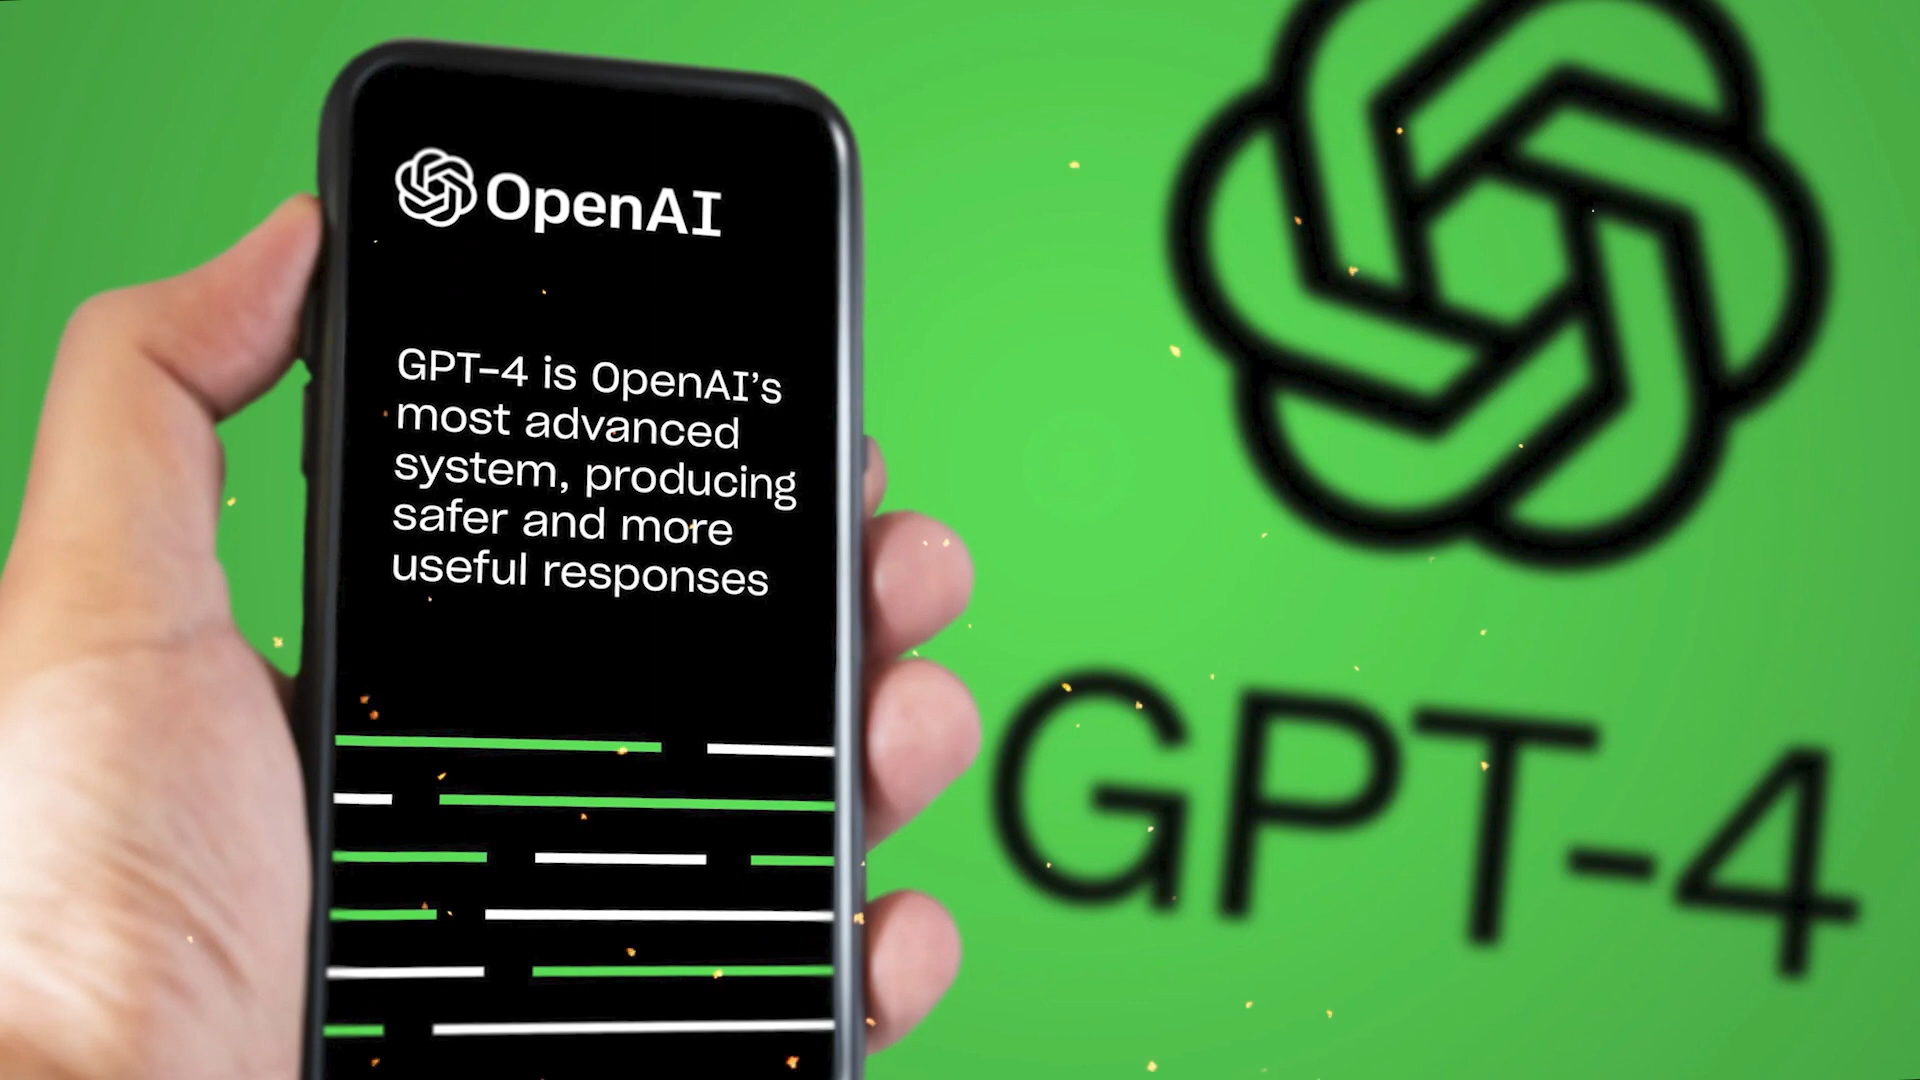 OpenAI
GPT-4 is OpenAI's
most advanced
system, producing
safer and more
useful responses
GPT-4